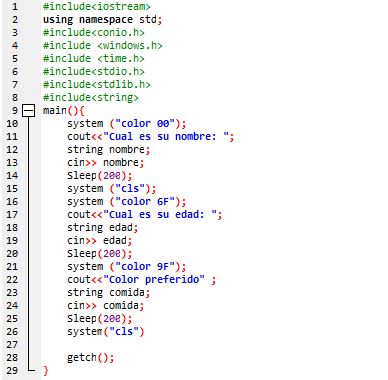 1 #include<iostream>
2 using namespace std;
3 #include<conio.h>
4 #include <windows.h>
5 #include <time.h>
6 #include<stdio.h>
7 #include<stdlib.h>
8 #include<string>
9 main(){
10 system ("color 00");
11 cout<<"Cual es su nombre: ";
12 string nombre;
13 cin>> nombre;
14 Sleep(200);
15 system ("cls");
16 system ("color 6F");
17 cout<<"Cual es su edad: ";
18 string edad;
19 cin>> edad;
20 Sleep(200);
21 system ("color 9F");
22 cout<<"Color preferido" ;
23 string comida;
24 cin>> comida;
25 Sleep(200);
26 system("cls")
27
28 getch();
29 }